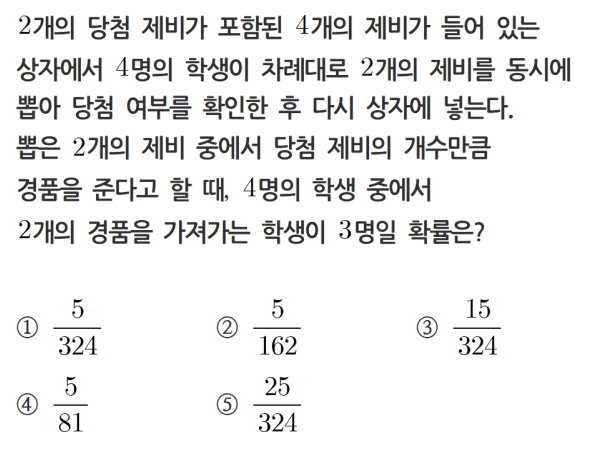 2개의 당첨 제비가 포함된 4개의 제비가 들어 있는
상자에서 4명의 학생이 차례대로 2개의 제비를 동시에
뽑아 당첨 여부를 확인한 후 다시 상자에 넣는다.
뽑은 2개의 제비 중에서 당첨 제비의 개수만큼
경품을 준다고 할 때, 4명의 학생 중에서
2개의 경품을 가져가는 학생이 3명일 확률은?
① 5/324 ② 5/162 ③ 15/324
④ 5/81 ⑤ 25/324